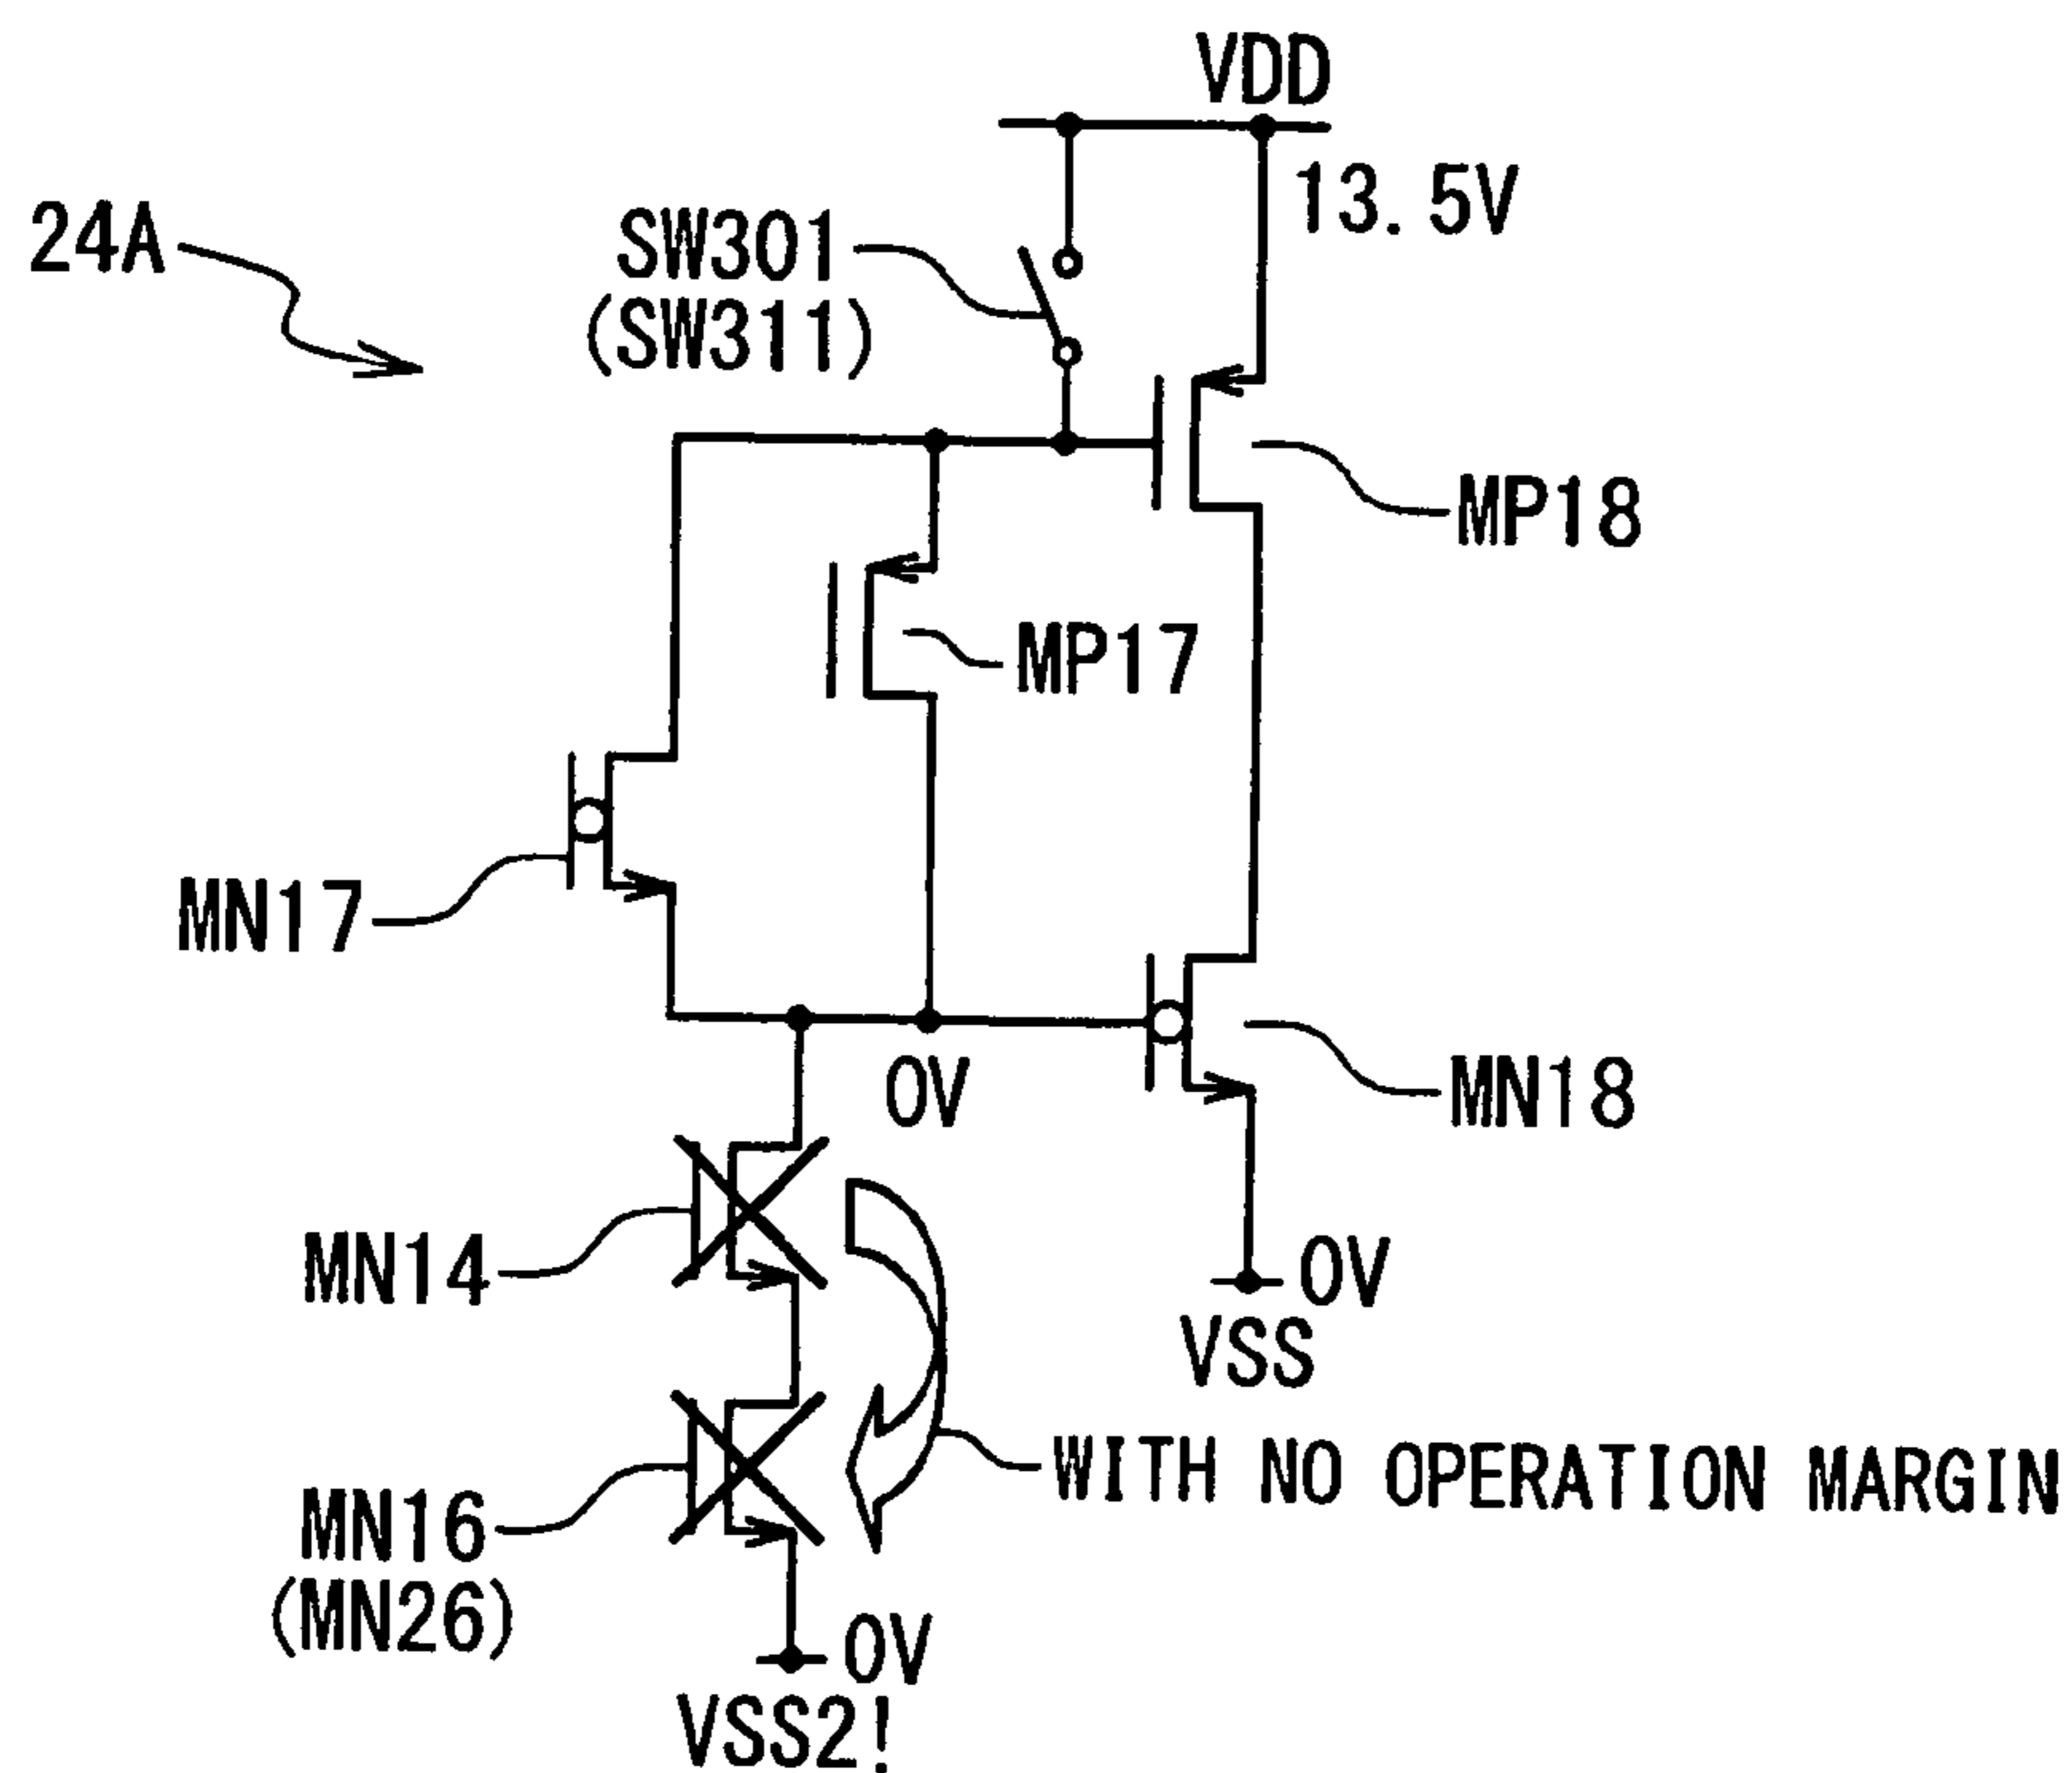 VDD
13.5V
24A
SW301
(SW311)
MP18
MP17
MN17
0V
MN18
MN14
0V
VSS
WITH NO OPERATION MARGIN
MN16
(MN26)
0V
VSS2!